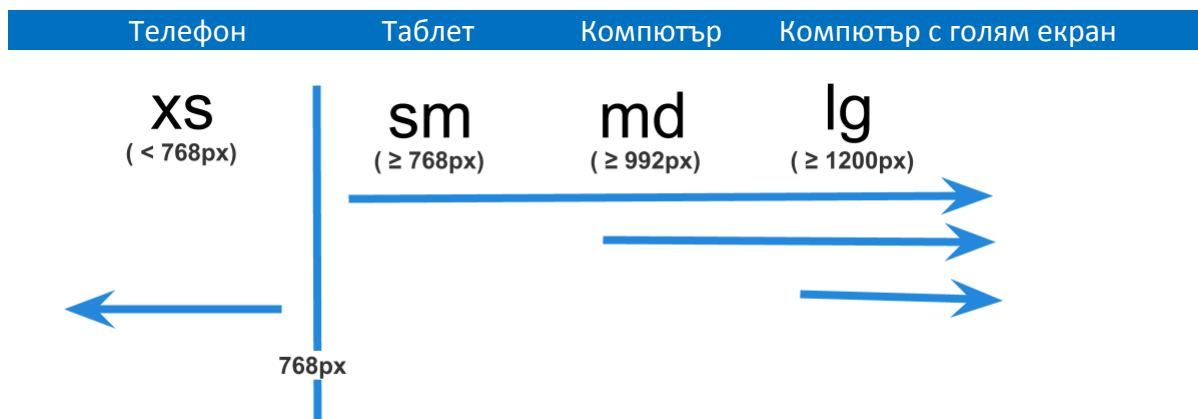 Телефон Таблет Компютър Компютър с голям екран
xs sm md lg
( < 768px) ( ≥ 768px) ( ≥ 992px) ( ≥ 1200px)
768px